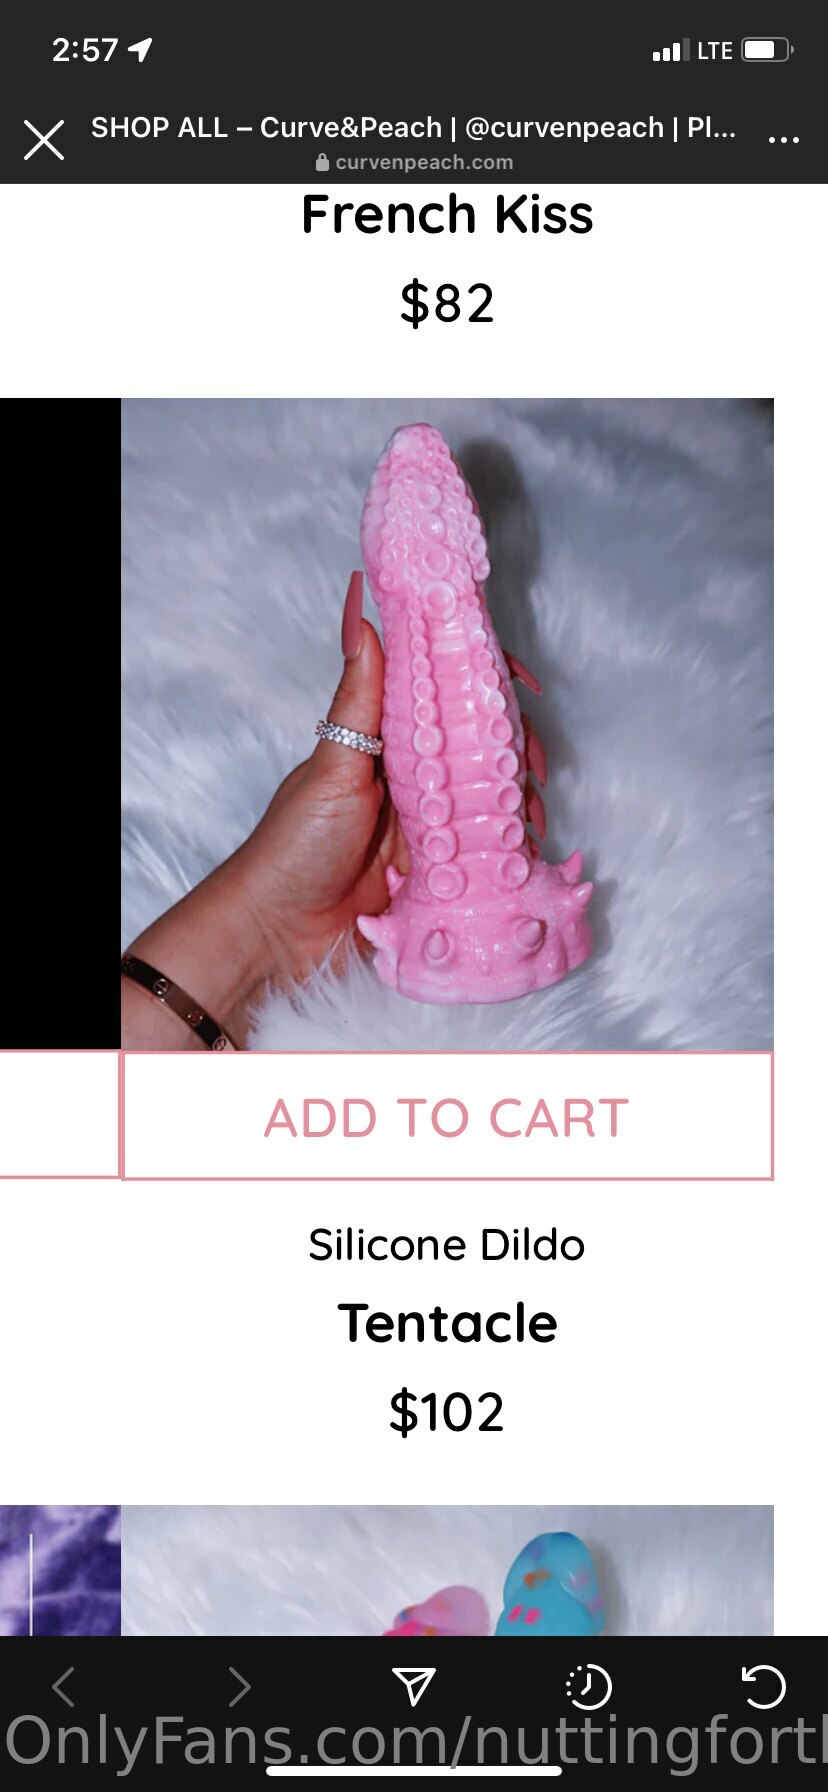 2:57
LTE
SHOP ALL – Curve&Peach | @curvenpeach | Pl...
curvenpeach.com
French Kiss
$82
ADD TO CART
Silicone Dildo
Tentacle
$102
OnlyFans.com/nuttingfort